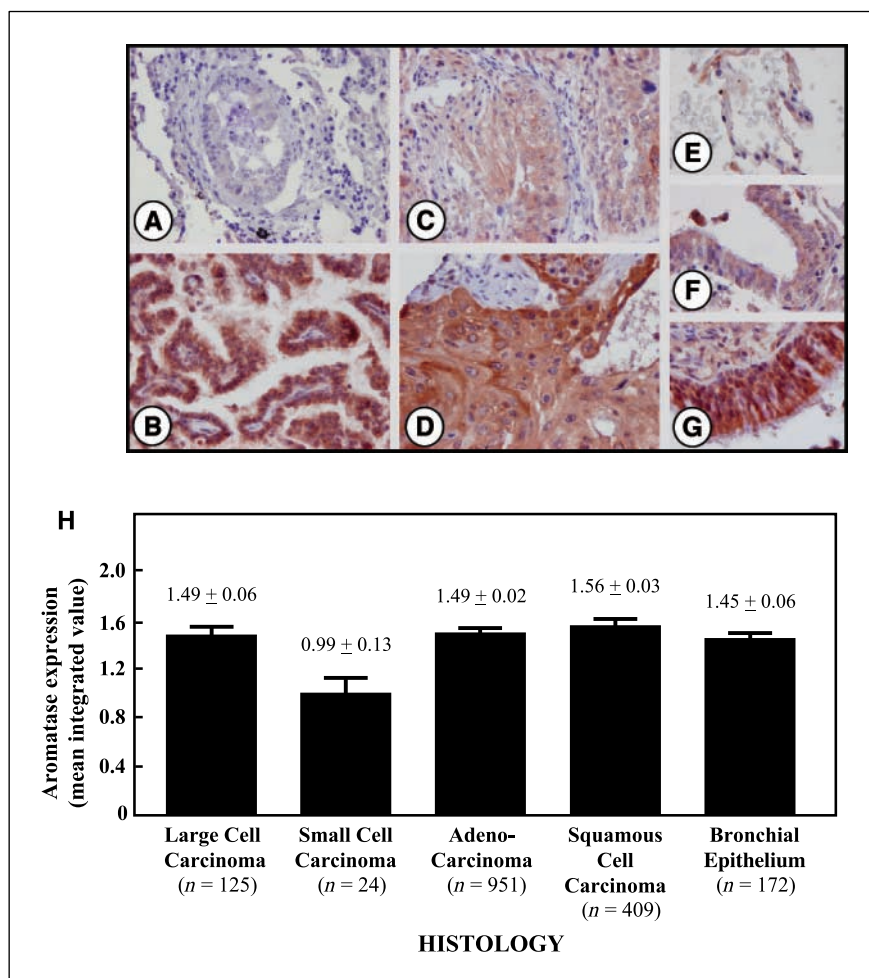 A
C
E
F
B
D
G
H
Aromatase expression
(mean integrated value)
2.0
1.6
1.2
0.8
0.4
0
1.49 ± 0.06
0.99 ± 0.13
1.49 ± 0.02
1.56 ± 0.03
1.45 ± 0.06
Large Cell
Carcinoma
(n = 125)
Small Cell
Carcinoma
(n = 24)
Adeno-
Carcinoma
(n = 951)
Squamous
Cell
Carcinoma
(n = 409)
Bronchial
Epithelium
(n = 172)
HISTOLOGY